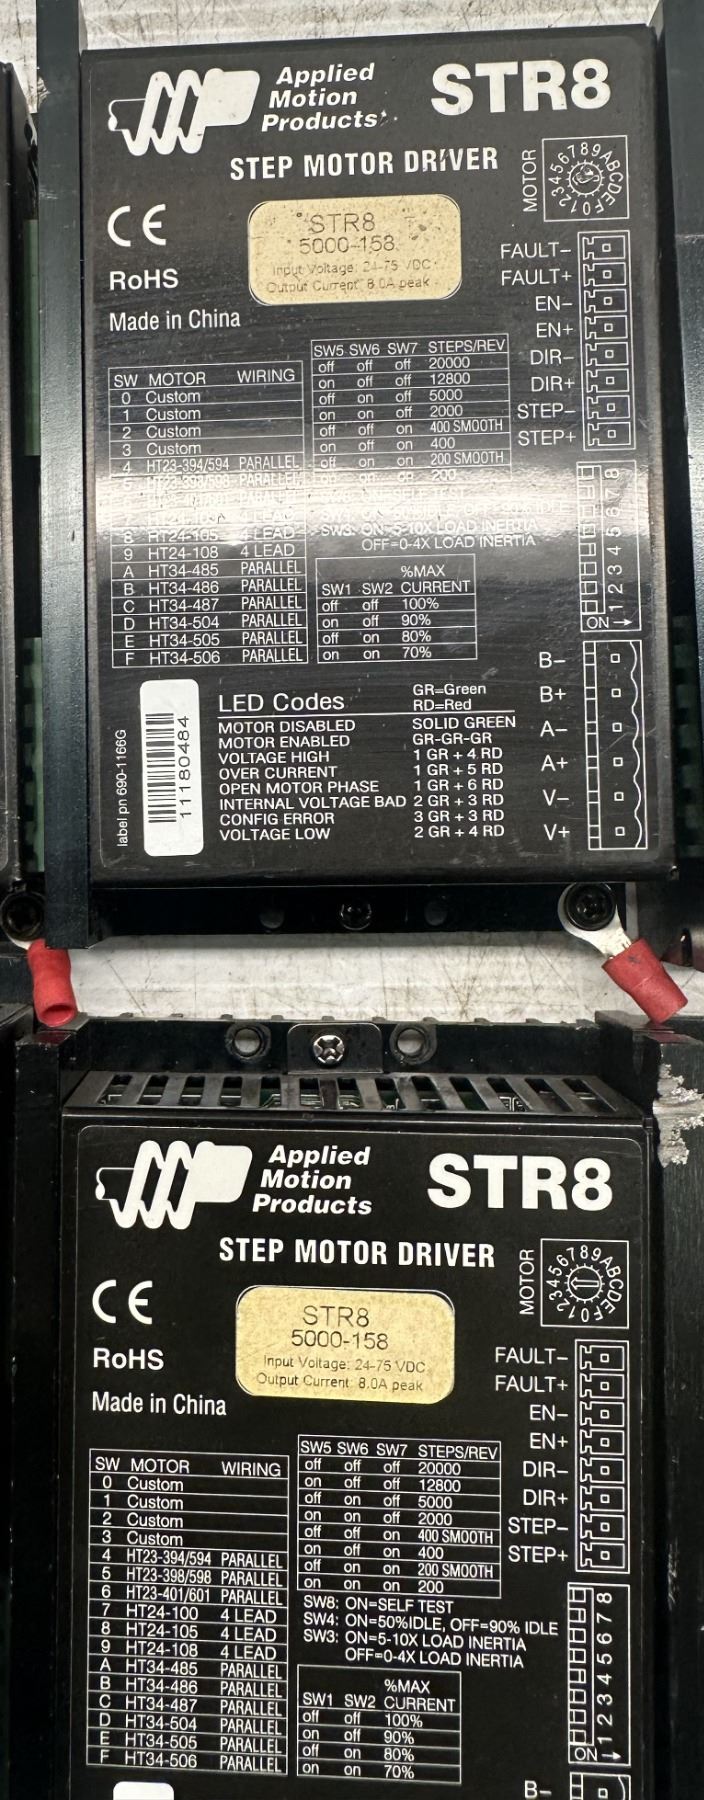 Applied
Motion
Products
STR8
STEP MOTOR DRIVER
MOTOR
0123456789ABCDEF
CE
RoHS
Made in China
STR8
5000-158
Input Voltage: 24-75 VDC
Output Current: 8.0A peak
FAULT-
FAULT+
EN-
EN+
DIR-
DIR+
STEP-
STEP+
SW5 SW6 SW7 STEPS/REV
off off off 20000
on off off 12800
off on off 5000
on on off 2000
off off on 400 SMOOTH
on off on 400
off on on 200 SMOOTH
on on on 200
SW MOTOR WIRING
0 Custom
1 Custom
2 Custom
3 Custom
4 HT23-394/594 PARALLEL
5 HT23-398/598 PARALLEL
8 HT24-105 4 LEAD
9 HT24-108 4 LEAD
A HT34-485 PARALLEL
B HT34-486 PARALLEL
C HT34-487 PARALLEL
D HT34-504 PARALLEL
E HT34-505 PARALLEL
F HT34-506 PARALLEL
SELF TEST
IDLE
SW3: ON=5-10X LOAD INERTIA
OFF=0-4X LOAD INERTIA
%MAX
SW1 SW2 CURRENT
off off 100%
on off 90%
off on 80%
on on 70%
1 2 3 4 5 6 7 8
ON
B-
B+
A-
A+
V-
V+
label pn 690-1166G
11180484
LED Codes
GR=Green
RD=Red
MOTOR DISABLED SOLID GREEN
MOTOR ENABLED GR-GR-GR
VOLTAGE HIGH 1 GR + 4 RD
OVER CURRENT 1 GR + 5 RD
OPEN MOTOR PHASE 1 GR + 6 RD
INTERNAL VOLTAGE BAD 2 GR + 3 RD
CONFIG ERROR 3 GR + 3 RD
VOLTAGE LOW 2 GR + 4 RD
Applied
Motion
Products
STR8
STEP MOTOR DRIVER
MOTOR
0123456789ABCDEF
CE
RoHS
Made in China
STR8
5000-158
Input Voltage: 24-75 VDC
Output Current: 8.0A peak
FAULT-
FAULT+
EN-
EN+
DIR-
DIR+
STEP-
STEP+
SW5 SW6 SW7 STEPS/REV
off off off 20000
on off off 12800
off on off 5000
on on off 2000
off off on 400 SMOOTH
on off on 400
off on on 200 SMOOTH
on on on 200
SW8: ON=SELF TEST
SW4: ON=50%IDLE, OFF=90% IDLE
SW3: ON=5-10X LOAD INERTIA
OFF=0-4X LOAD INERTIA
SW MOTOR WIRING
0 Custom
1 Custom
2 Custom
3 Custom
4 HT23-394/594 PARALLEL
5 HT23-398/598 PARALLEL
6 HT23-401/601 PARALLEL
7 HT24-100 4 LEAD
8 HT24-105 4 LEAD
9 HT24-108 4 LEAD
A HT34-485 PARALLEL
B HT34-486 PARALLEL
C HT34-487 PARALLEL
D HT34-504 PARALLEL
E HT34-505 PARALLEL
F HT34-506 PARALLEL
%MAX
SW1 SW2 CURRENT
off off 100%
on off 90%
off on 80%
on on 70%
1 2 3 4 5 6 7 8
ON
B-